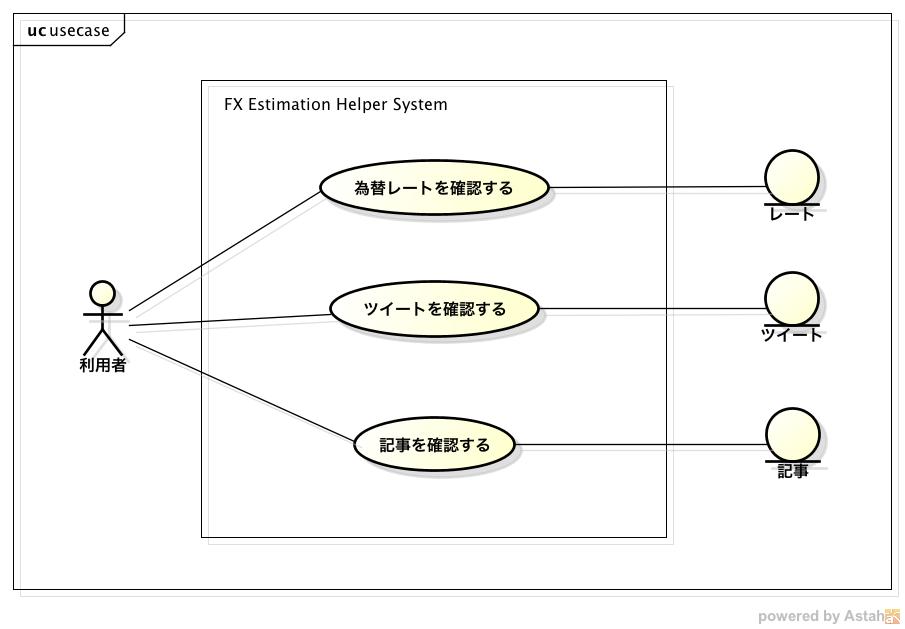 uc usecase
FX Estimation Helper System
為替レートを確認する
レート
ツイートを確認する
ツイート
利用者
記事を確認する
記事
powered by Astah